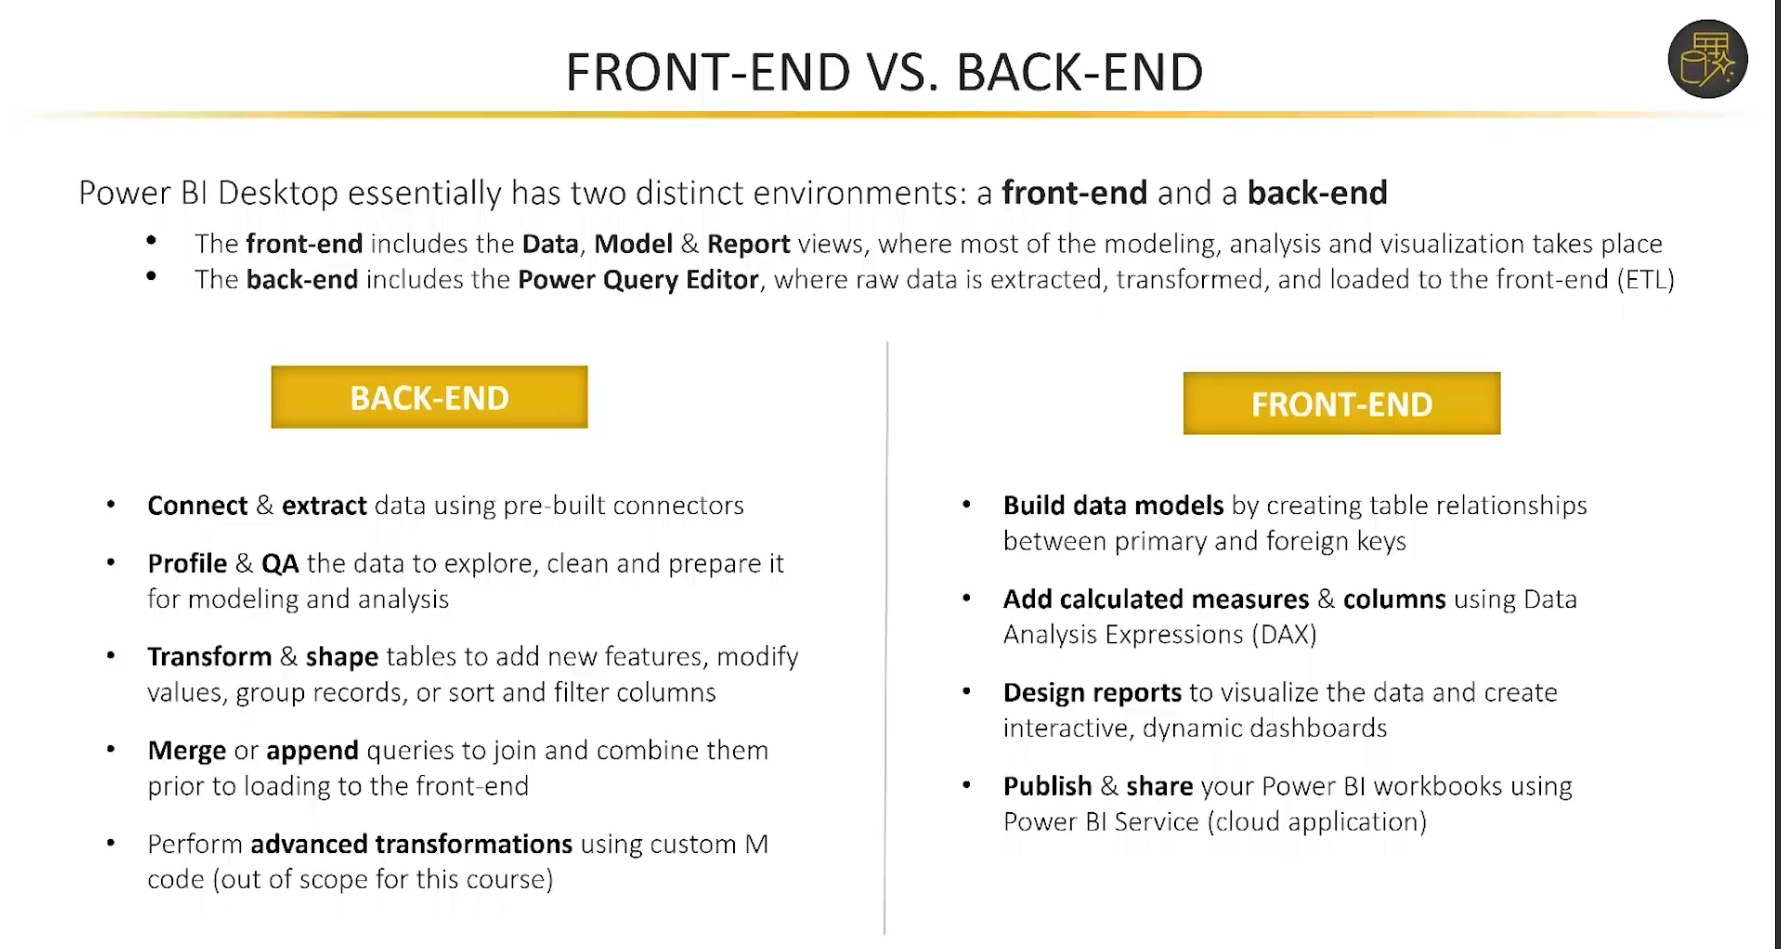 FRONT-END VS. BACK-END
Power BI Desktop essentially has two distinct environments: a front-end and a back-end
• The front-end includes the Data, Model & Report views, where most of the modeling, analysis and visualization takes place
• The back-end includes the Power Query Editor, where raw data is extracted, transformed, and loaded to the front-end (ETL)
BACK-END
• Connect & extract data using pre-built connectors
• Profile & QA the data to explore, clean and prepare it
for modeling and analysis
• Transform & shape tables to add new features, modify
values, group records, or sort and filter columns
• Merge or append queries to join and combine them
prior to loading to the front-end
• Perform advanced transformations using custom M
code (out of scope for this course)
FRONT-END
• Build data models by creating table relationships
between primary and foreign keys
• Add calculated measures & columns using Data
Analysis Expressions (DAX)
• Design reports to visualize the data and create
interactive, dynamic dashboards
• Publish & share your Power BI workbooks using
Power BI Service (cloud application)